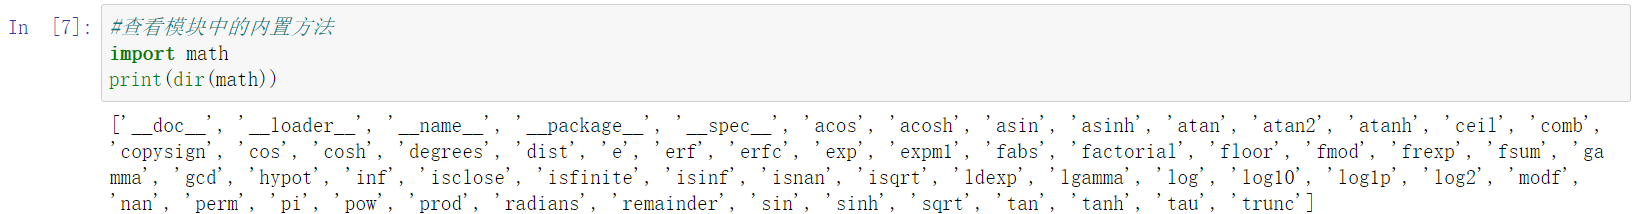 In [7]: #查看模块中的内置方法
import math
print(dir(math))
['__doc__', '__loader__', '__name__', '__package__', '__spec__', 'acos', 'acosh', 'asin', 'asinh', 'atan', 'atan2', 'atanh', 'ceil', 'comb',
'copysign', 'cos', 'cosh', 'degrees', 'dist', 'e', 'erf', 'erfc', 'exp', 'expm1', 'fabs', 'factorial', 'floor', 'fmod', 'frexp', 'fsum', 'ga
mma', 'gcd', 'hypot', 'inf', 'isclose', 'isfinite', 'isinf', 'isnan', 'isqrt', 'ldexp', 'lgamma', 'log', 'log10', 'log1p', 'log2', 'modf',
'nan', 'perm', 'pi', 'pow', 'prod', 'radians', 'remainder', 'sin', 'sinh', 'sqrt', 'tan', 'tanh', 'tau', 'trunc']